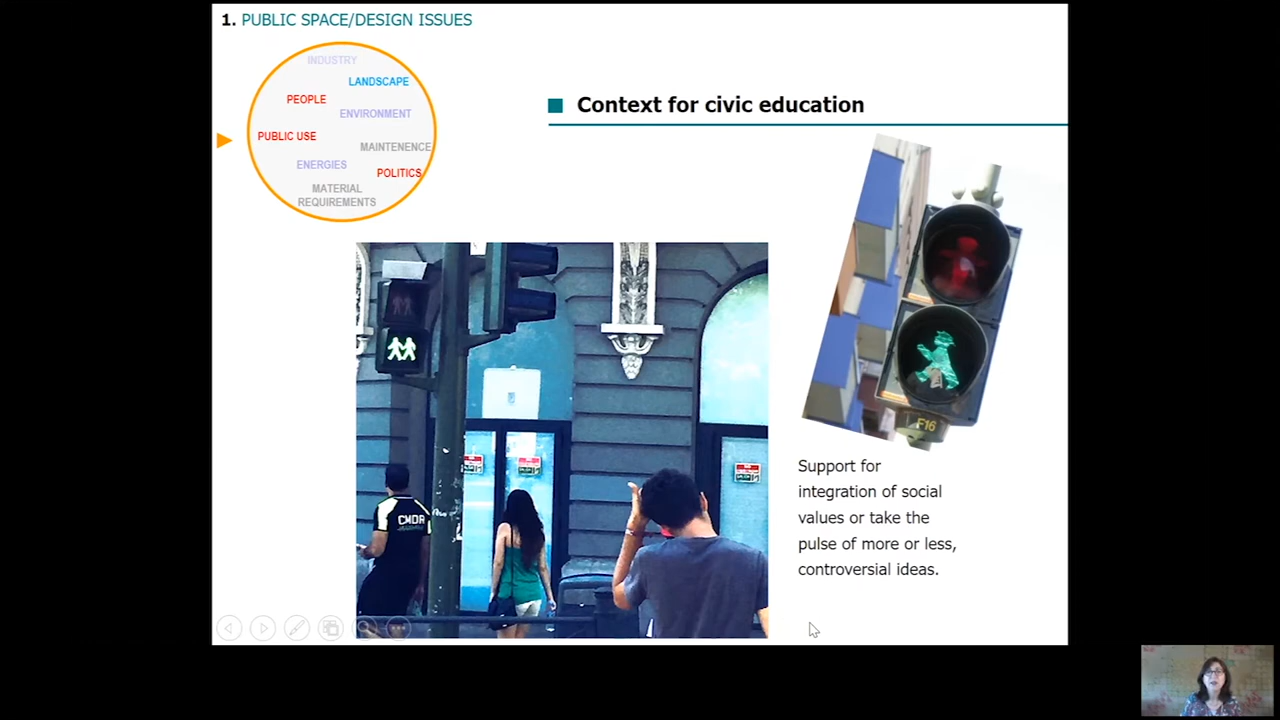 1. PUBLIC SPACE/DESIGN ISSUES
INDUSTRY
LANDSCAPE
PEOPLE
ENVIRONMENT
PUBLIC USE
MAINTENENCE
ENERGIES
POLITICS
MATERIAL
REQUIREMENTS
Context for civic education
F16
CMDR
Support for
integration of social
values or take the
pulse of more or less,
controversial ideas.